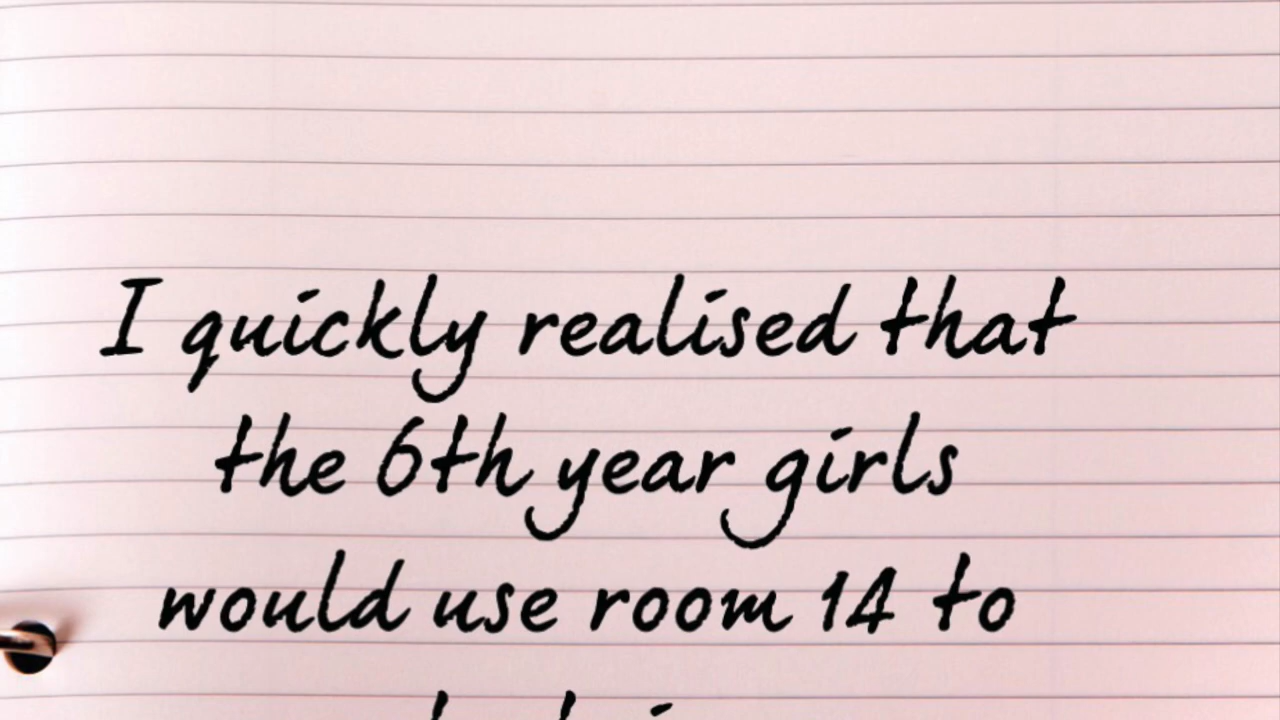 I quickly realised that
the 6th year girls
would use room 14 to